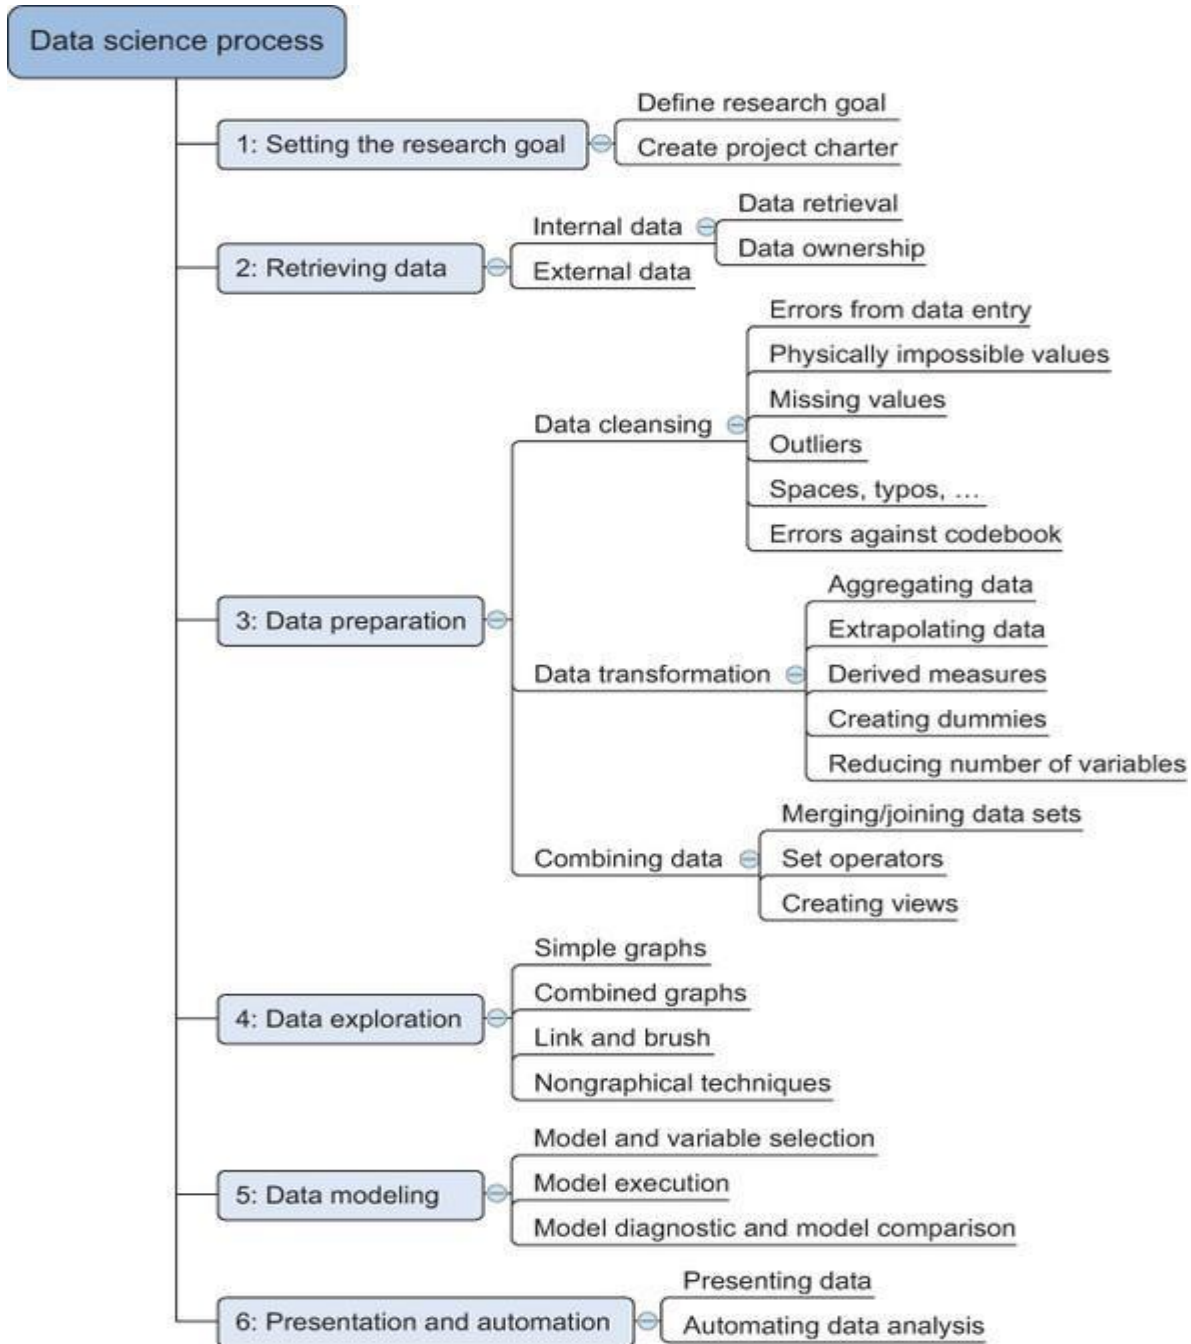 Data science process
1: Setting the research goal
Define research goal
Create project charter
2: Retrieving data
Internal data
Data retrieval
Data ownership
External data
3: Data preparation
Data cleansing
Errors from data entry
Physically impossible values
Missing values
Outliers
Spaces, typos, …
Errors against codebook
Data transformation
Aggregating data
Extrapolating data
Derived measures
Creating dummies
Reducing number of variables
Combining data
Merging/joining data sets
Set operators
Creating views
4: Data exploration
Simple graphs
Combined graphs
Link and brush
Nongraphical techniques
5: Data modeling
Model and variable selection
Model execution
Model diagnostic and model comparison
6: Presentation and automation
Presenting data
Automating data analysis